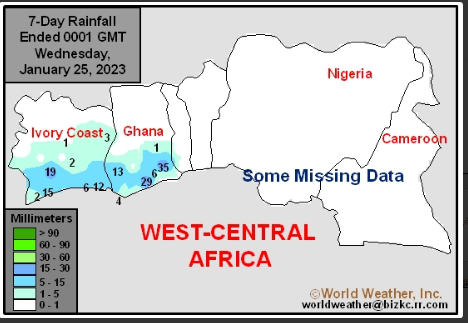 7-Day Rainfall
Ended 0001 GMT
Wednesday,
January 25, 2023
Nigeria
Ivory Coast
3
Ghana
1
1
Cameroon
2
19
13
6
35
29
Some Missing Data
2
15
6
12
4
Millimeters
> 90
60 - 90
30 - 60
15 - 30
5 - 15
1 - 5
0 - 1
WEST-CENTRAL
AFRICA
©World Weather, Inc.
worldweather@bizkc.rr.com